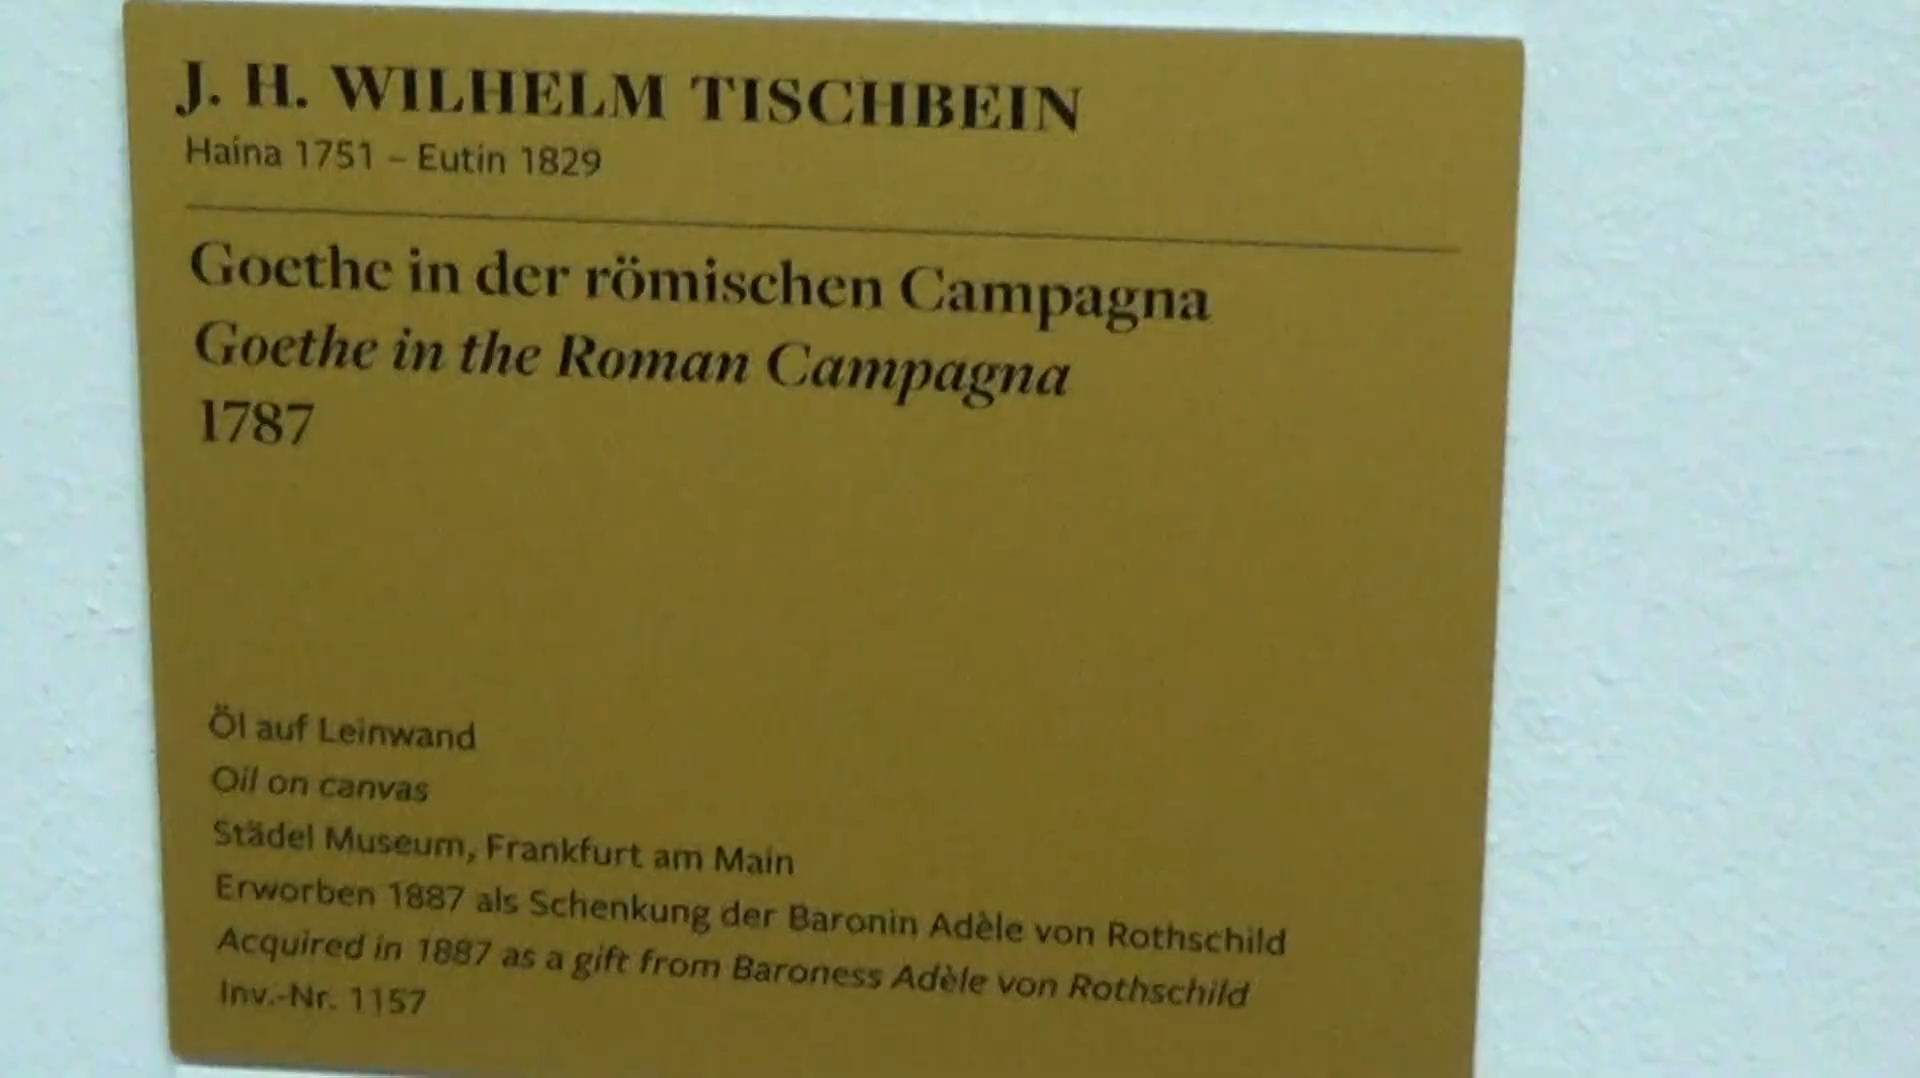 J. H. WILHELM TISCHBEIN
Haina 1751 – Eutin 1829
Goethe in der römischen Campagna
Goethe in the Roman Campagna
1787
Öl auf Leinwand
Oil on canvas
Städel Museum, Frankfurt am Main
Erworben 1887 als Schenkung der Baronin Adèle von Rothschild
Acquired in 1887 as a gift from Baroness Adèle von Rothschild
Inv.-Nr. 1157